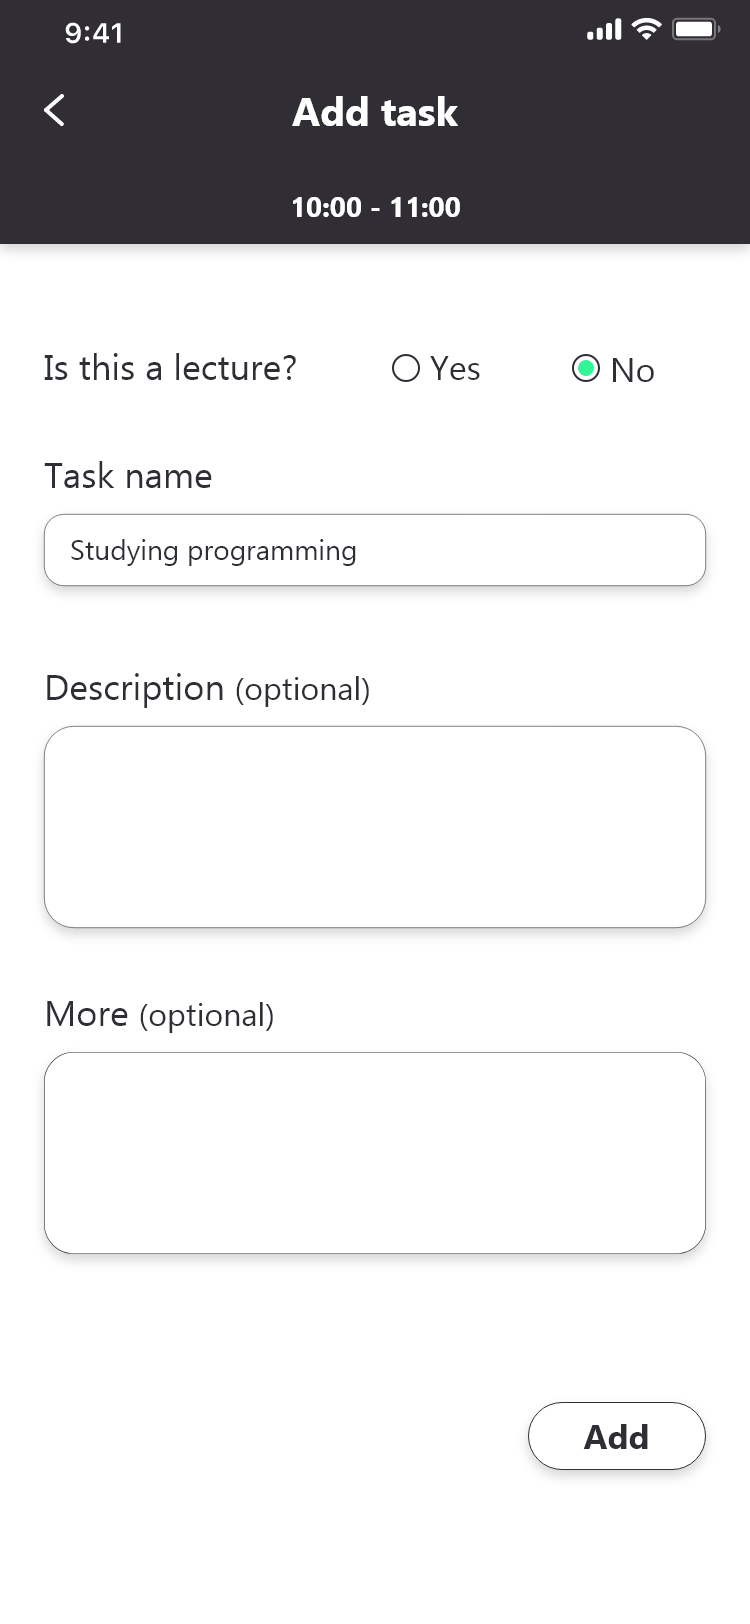 9:41
Add task
10:00 - 11:00
Is this a lecture? Yes No
Task name
Studying programming
Description (optional)
More (optional)
Add